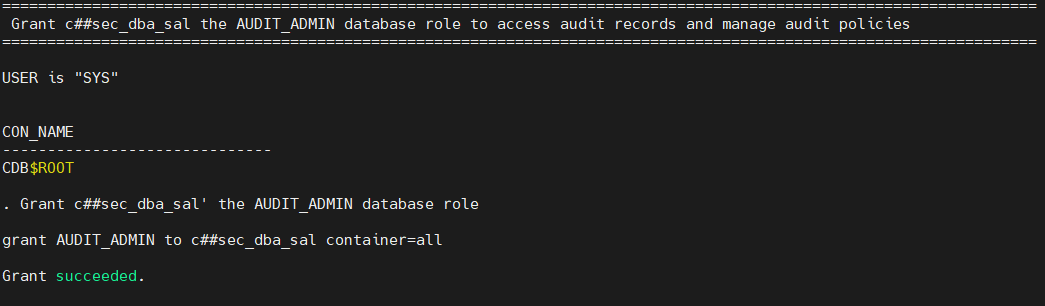 ===================================================================================================================
Grant c##sec_dba_sal the AUDIT_ADMIN database role to access audit records and manage audit policies
===================================================================================================================
USER is "SYS"
CON_NAME
------------------------------
CDB$ROOT
. Grant c##sec_dba_sal' the AUDIT_ADMIN database role
grant AUDIT_ADMIN to c##sec_dba_sal container=all
Grant succeeded.